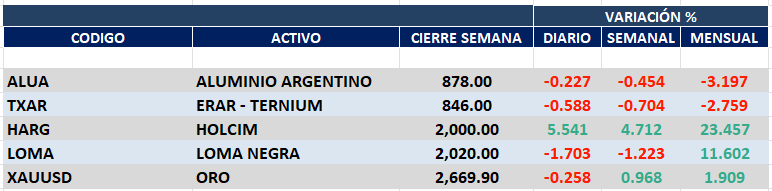 VARIACIÓN %
CODIGO ACTIVO CIERRE SEMANA DIARIO SEMANAL MENSUAL
ALUA ALUMINIO ARGENTINO 878.00 -0.227 -0.454 -3.197
TXAR ERAR - TERNIUM 846.00 -0.588 -0.704 -2.759
HARG HOLCIM 2,000.00 5.541 4.712 23.457
LOMA LOMA NEGRA 2,020.00 -1.703 -1.223 11.602
XAUUSD ORO 2,669.90 -0.258 0.968 1.909